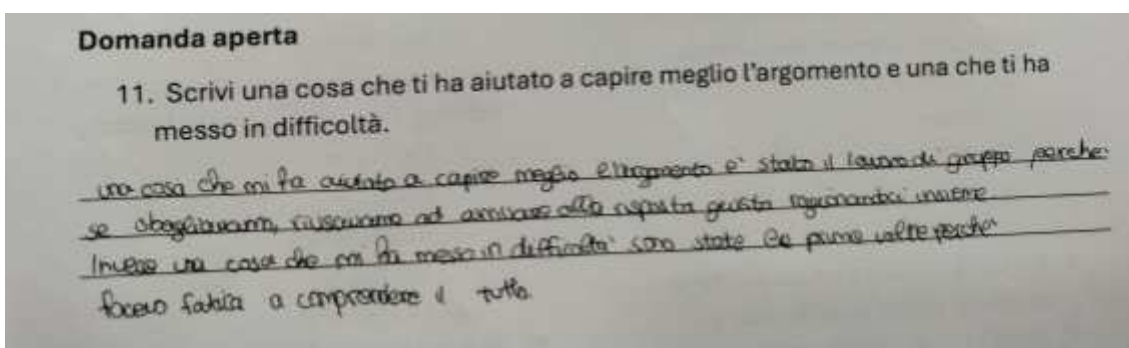 Domanda aperta
11. Scrivi una cosa che ti ha aiutato a capire meglio l'argomento e una che ti ha
messo in difficoltà.
una cosa che mi ha aiutato a capire meglio l'argomento e' stato il lavoro di gruppo perche'
se sbagliavamo, riuscivamo ad arrivare alla risposta giusta ragionandoci insieme
Invece una cosa che mi ha messo in difficolta' sono state le prime volte perche'
facevo fatica a comprendere il tutto.